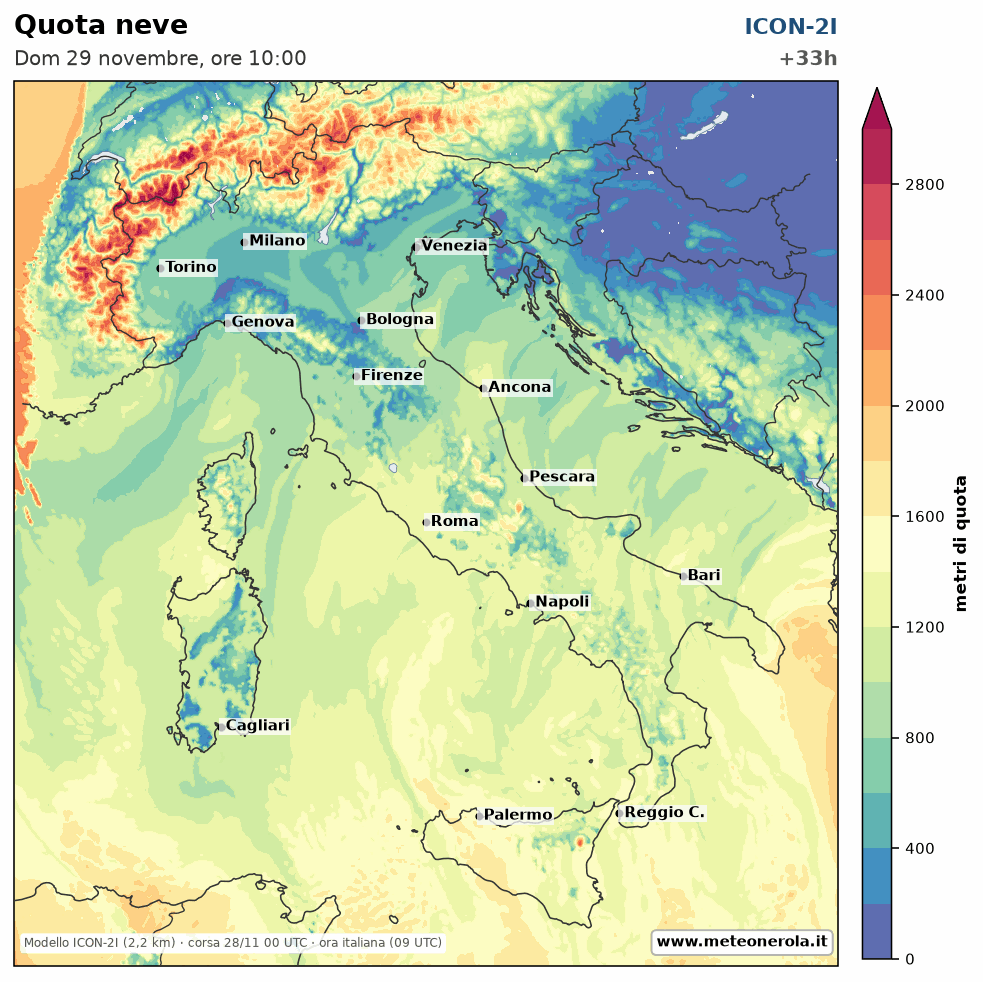 Quota neve
ICON-2I
Dom 29 novembre, ore 10:00
+33h
Milano
Venezia
Torino
Genova
Bologna
Firenze
Ancona
Pescara
Roma
Bari
Napoli
Cagliari
Palermo
Reggio C.
2800
2400
2000
1600
1200
800
400
0
metri di quota
Modello ICON-2I (2,2 km) · corsa 28/11 00 UTC · ora italiana (09 UTC)
www.meteonerola.it